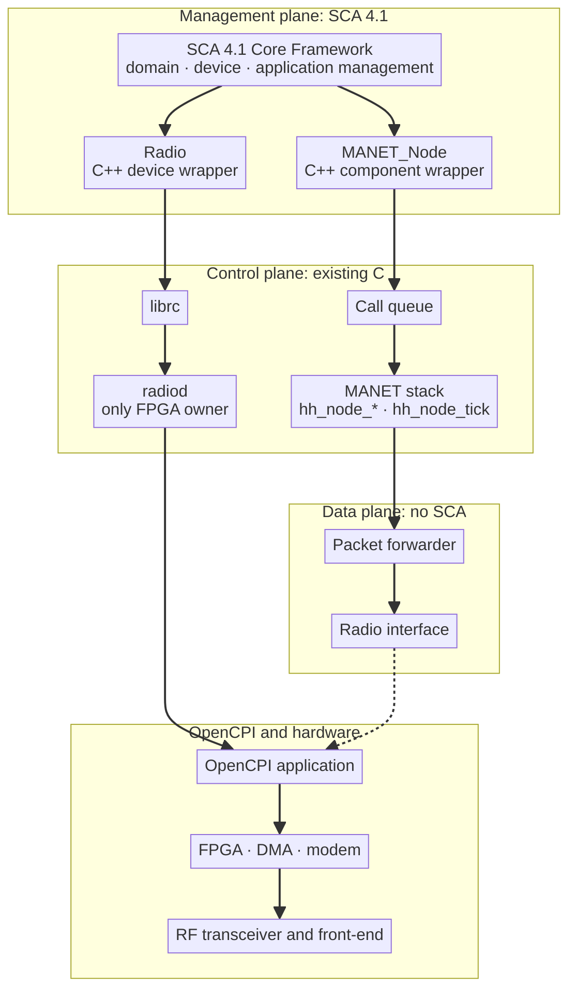 Management plane: SCA 4.1
SCA 4.1 Core Framework
domain · device · application management
Radio
C++ device wrapper
MANET_Node
C++ component wrapper
Control plane: existing C
librc
Call queue
radiod
only FPGA owner
MANET stack
hh_node_* · hh_node_tick
Data plane: no SCA
Packet forwarder
Radio interface
OpenCPI and hardware
OpenCPI application
FPGA · DMA · modem
RF transceiver and front-end